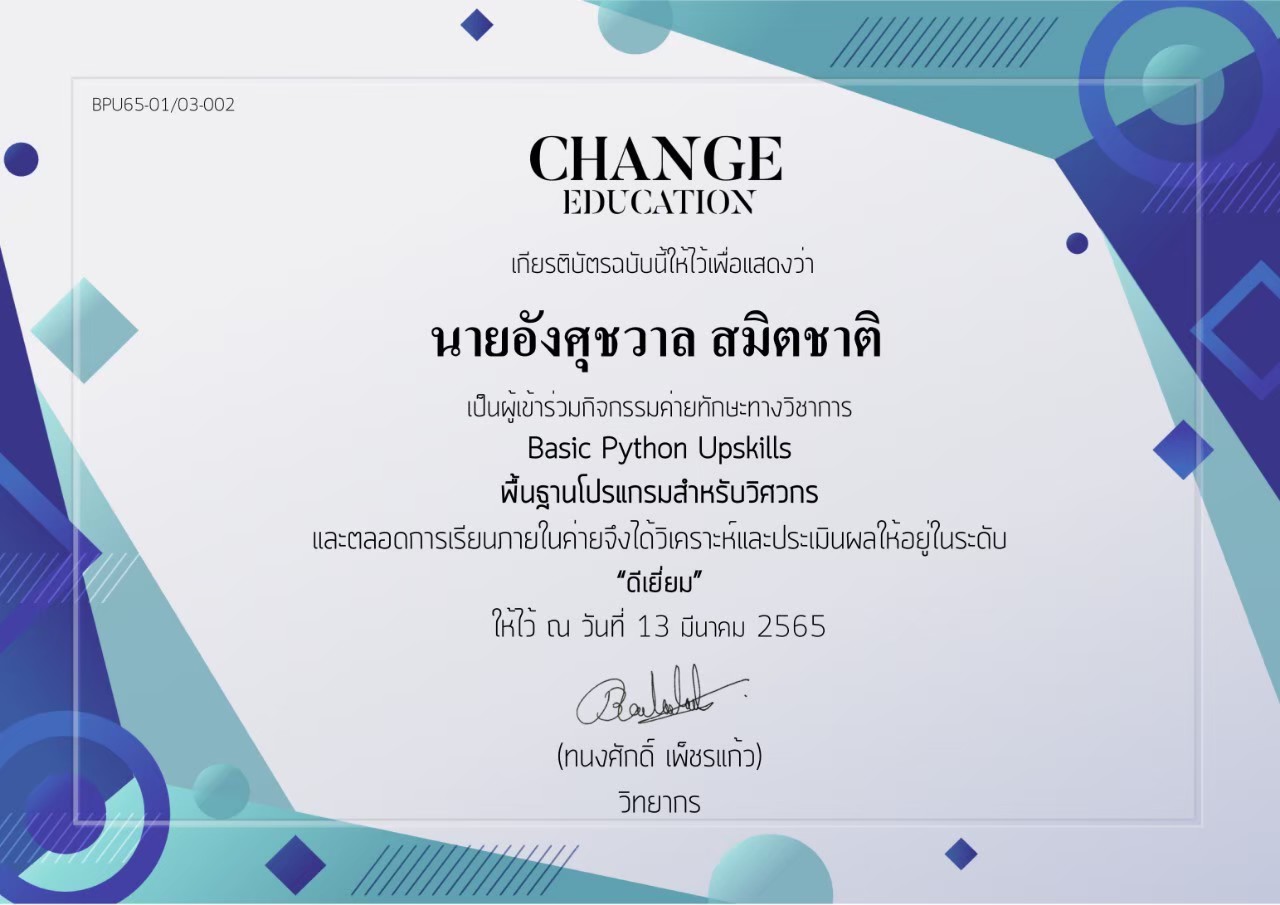 BPU65-01/03-002
CHANGE
EDUCATION
เกียรติบัตรฉบับนี้ให้ไว้เพื่อแสดงว่า
นายอังศุชวาล สมิตชาติ
เป็นผู้เข้าร่วมกิจกรรมค่ายทักษะทางวิชาการ
Basic Python Upskills
พื้นฐานโปรแกรมสำหรับวิศวกร
และตลอดการเรียนภายในค่ายจึงได้วิเคราะห์และประเมินผลให้อยู่ในระดับ
“ดีเยี่ยม”
ให้ไว้ ณ วันที่ 13 มีนาคม 2565
(ทนงศักดิ์ เพ็ชรแก้ว)
วิทยากร